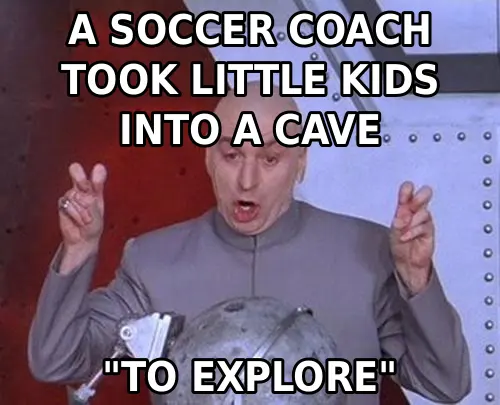 A SOCCER COACH
TOOK LITTLE KIDS
INTO A CAVE
"TO EXPLORE"